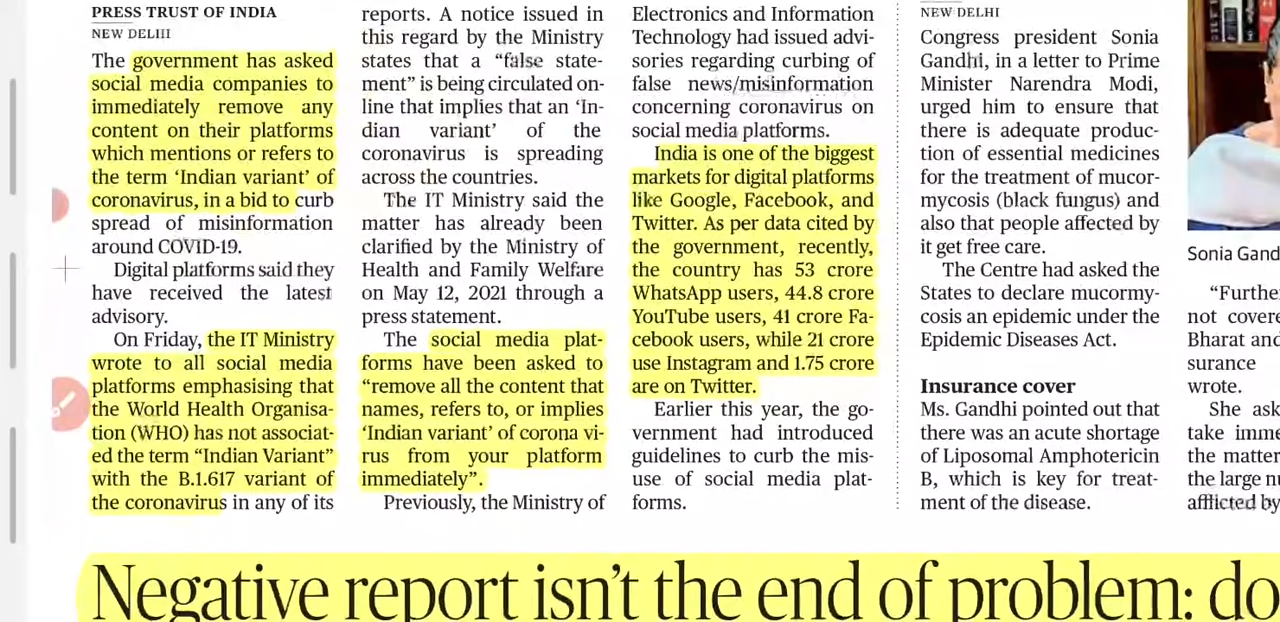 PRESS TRUST OF INDIA
NEW DELHI
The government has asked
social media companies to
immediately remove any
content on their platforms
which mentions or refers to
the term ‘Indian variant’ of
coronavirus, in a bid to curb
spread of misinformation
around COVID-19.
Digital platforms said they
have received the latest
advisory.
On Friday, the IT Ministry
wrote to all social media
platforms emphasising that
the World Health Organisa-
tion (WHO) has not associat-
ed the term “Indian Variant”
with the B.1.617 variant of
the coronavirus in any of its
reports. A notice issued in
this regard by the Ministry
states that a “false state-
ment” is being circulated on-
line that implies that an ‘In-
dian variant’ of the
coronavirus is spreading
across the countries.
The IT Ministry said the
matter has already been
clarified by the Ministry of
Health and Family Welfare
on May 12, 2021 through a
press statement.
The social media plat-
forms have been asked to
“remove all the content that
names, refers to, or implies
‘Indian variant’ of corona vi-
rus from your platform
immediately”.
Previously, the Ministry of
Electronics and Information
Technology had issued advi-
sories regarding curbing of
false news/misinformation
concerning coronavirus on
social media platforms.
India is one of the biggest
markets for digital platforms
like Google, Facebook, and
Twitter. As per data cited by
the government, recently,
the country has 53 crore
WhatsApp users, 44.8 crore
YouTube users, 41 crore Fa-
cebook users, while 21 crore
use Instagram and 1.75 crore
are on Twitter.
Earlier this year, the go-
vernment had introduced
guidelines to curb the mis-
use of social media plat-
forms.
NEW DELHI
Congress president Sonia
Gandhi, in a letter to Prime
Minister Narendra Modi,
urged him to ensure that
there is adequate produc-
tion of essential medicines
for the treatment of mucor-
mycosis (black fungus) and
also that people affected by
it get free care.
The Centre had asked the
States to declare mucormy-
cosis an epidemic under the
Epidemic Diseases Act.
Insurance cover
Ms. Gandhi pointed out that
there was an acute shortage
of Liposomal Amphotericin
B, which is key for treat-
ment of the disease.
Sonia Gand
“Furthe
not covere
Bharat and
surance
wrote.
She ask
take imme
the matter
the large nu
afflicted by
Negative report isn’t the end of problem: do